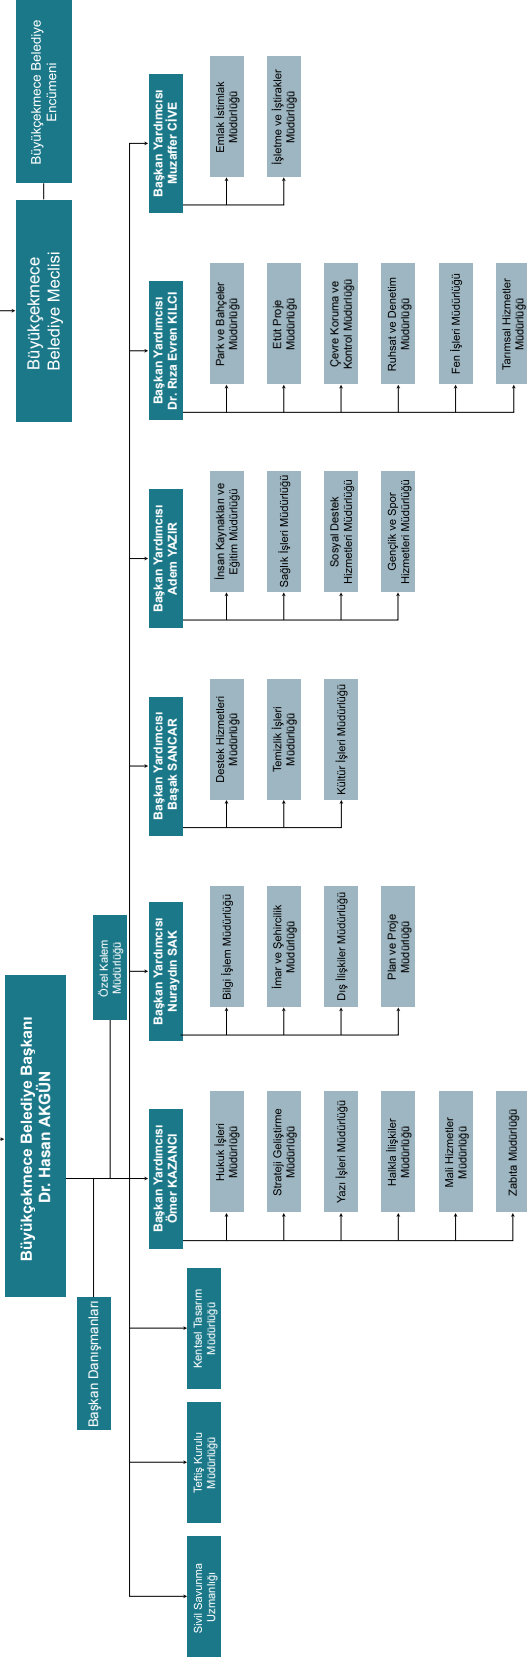 Büyükçekmece Belediye Başkanı
Dr. Hasan AKGÜN
Büyükçekmece
Belediye Meclisi
Büyükçekmece Belediye
Encümeni
Başkan Danışmanları
Özel Kalem
Müdürlüğü
Sivil Savunma
Uzmanlığı
Teftiş Kurulu
Müdürlüğü
Kentsel Tasarım
Müdürlüğü
Başkan Yardımcısı
Ömer KAZANCI
Hukuk İşleri
Müdürlüğü
Strateji Geliştirme
Müdürlüğü
Yazı İşleri Müdürlüğü
Halkla İlişkiler
Müdürlüğü
Mali Hizmetler
Müdürlüğü
Zabıta Müdürlüğü
Başkan Yardımcısı
Nuraydın SAK
Bilgi İşlem Müdürlüğü
İmar ve Şehircilik
Müdürlüğü
Dış İlişkiler Müdürlüğü
Plan ve Proje
Müdürlüğü
Başkan Yardımcısı
Başak SANCAR
Destek Hizmetleri
Müdürlüğü
Temizlik İşleri
Müdürlüğü
Kültür İşleri Müdürlüğü
Başkan Yardımcısı
Adem YAZIR
İnsan Kaynakları ve
Eğitim Müdürlüğü
Sağlık İşleri Müdürlüğü
Sosyal Destek
Hizmetleri Müdürlüğü
Gençlik ve Spor
Hizmetleri Müdürlüğü
Başkan Yardımcısı
Dr. Rıza Evren KILCI
Park ve Bahçeler
Müdürlüğü
Etüt Proje
Müdürlüğü
Çevre Koruma ve
Kontrol Müdürlüğü
Ruhsat ve Denetim
Müdürlüğü
Fen İşleri Müdürlüğü
Tarımsal Hizmetler
Müdürlüğü
Başkan Yardımcısı
Muzaffer CİVE
Emlak İstimlak
Müdürlüğü
İşletme ve İştirakler
Müdürlüğü